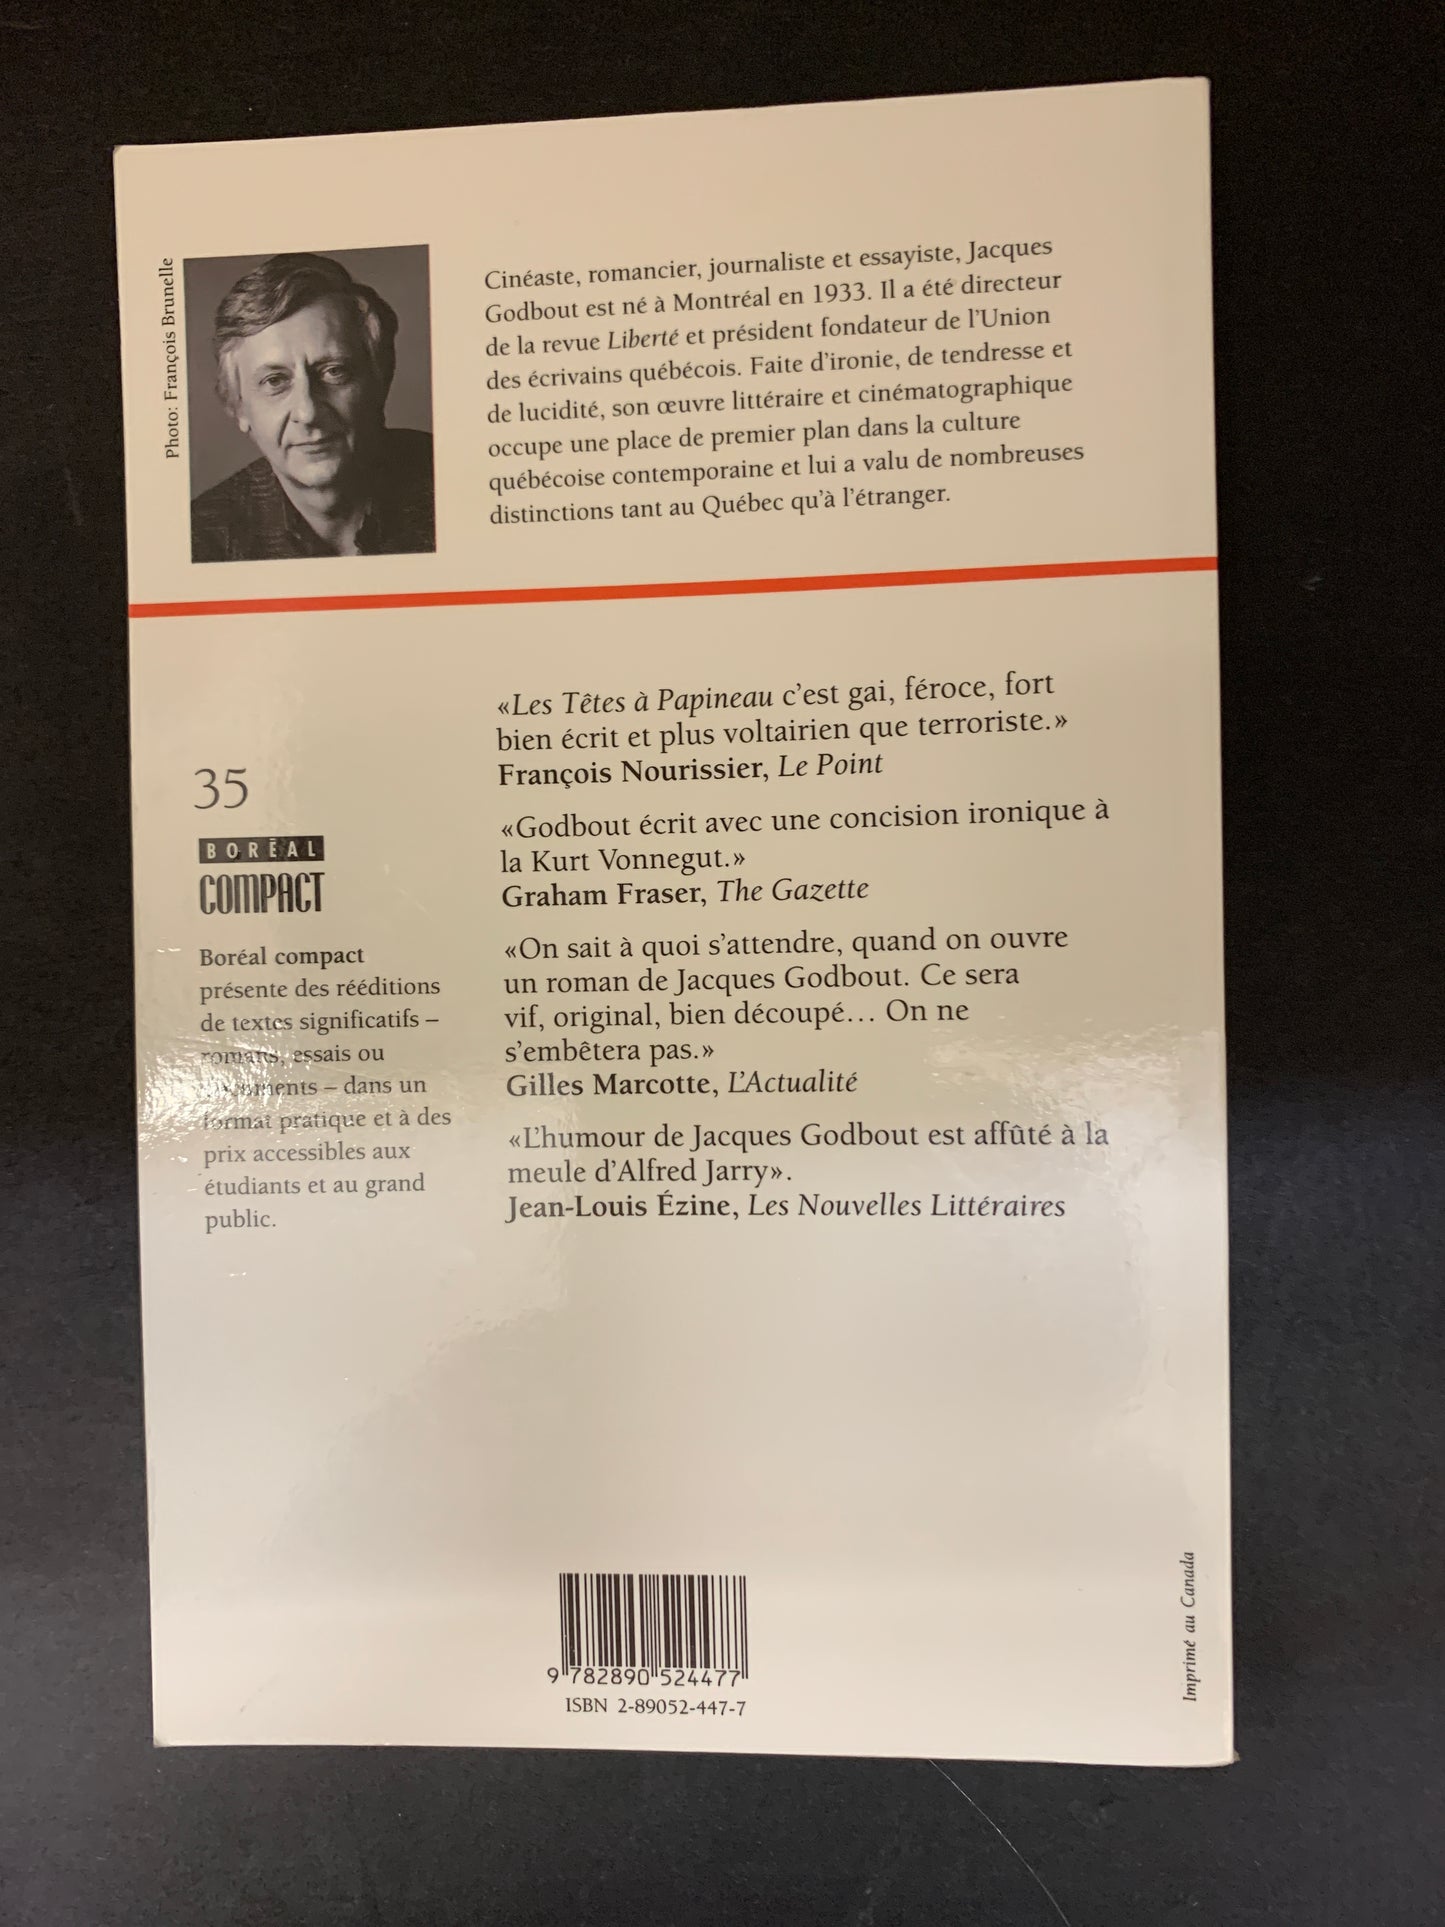 Photo: François Brunelle
Cinéaste, romancier, journaliste et essayiste, Jacques
Godbout est né à Montréal en 1933. Il a été directeur
de la revue Liberté et président fondateur de l'Union
des écrivains québécois. Faite d'ironie, de tendresse et
de lucidité, son œuvre littéraire et cinématographique
occupe une place de premier plan dans la culture
québécoise contemporaine et lui a valu de nombreuses
distinctions tant au Québec qu'à l'étranger.
«Les Têtes à Papineau c'est gai, féroce, fort
bien écrit et plus voltairien que terroriste.»
François Nourissier, Le Point
«Godbout écrit avec une concision ironique à
la Kurt Vonnegut.»
Graham Fraser, The Gazette
«On sait à quoi s'attendre, quand on ouvre
un roman de Jacques Godbout. Ce sera
vif, original, bien découpé... On ne
s'embêtera pas.»
Gilles Marcotte, L'Actualité
«L'humour de Jacques Godbout est affûté à la
meule d'Alfred Jarry».
Jean-Louis Ézine, Les Nouvelles Littéraires
35
BORÉAL
COMPACT
Boréal compact
présente des rééditions
de textes significatifs –
romans, essais ou
documents – dans un
format pratique et à des
prix accessibles aux
étudiants et au grand
public.
9 782890 524477
ISBN 2-89052-447-7
Imprimé au Canada